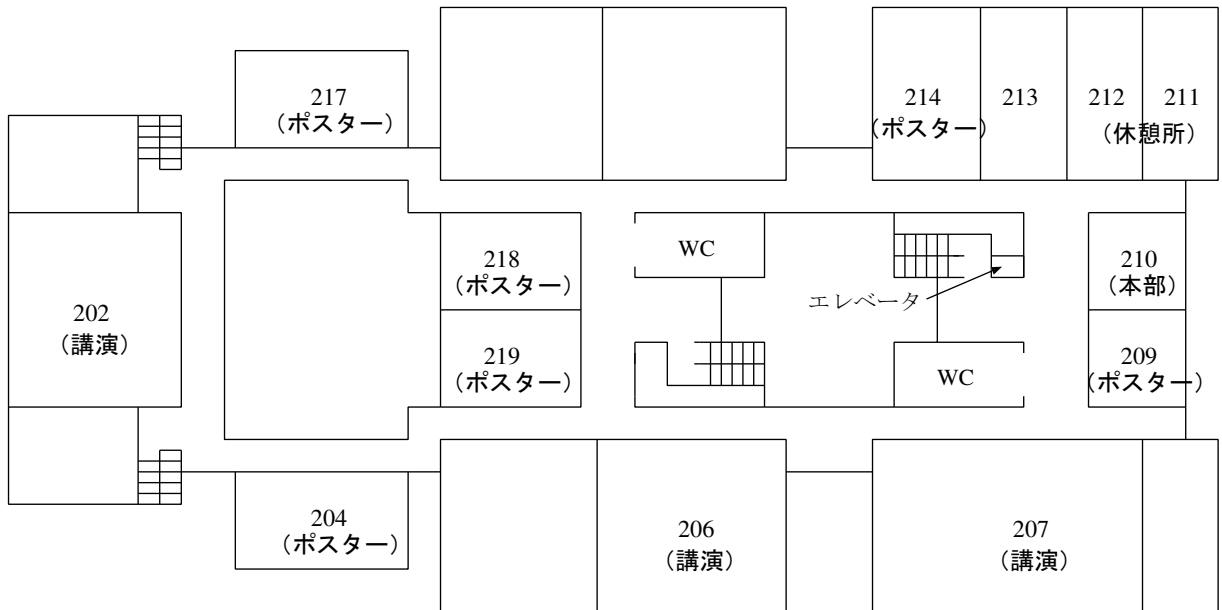 217
（ポスター）
214
（ポスター）
213
212
211
（休憩所）
WC
218
（ポスター）
210
（本部）
エレベータ
202
（講演）
219
（ポスター）
WC
209
（ポスター）
204
（ポスター）
206
（講演）
207
（講演）